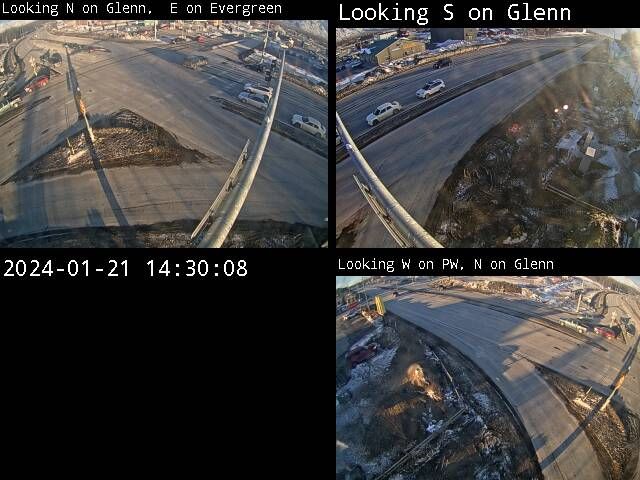 Looking N on Glenn,  E on Evergreen
Looking S on Glenn
2024-01-21 14:30:08
Looking W on PW, N on Glenn